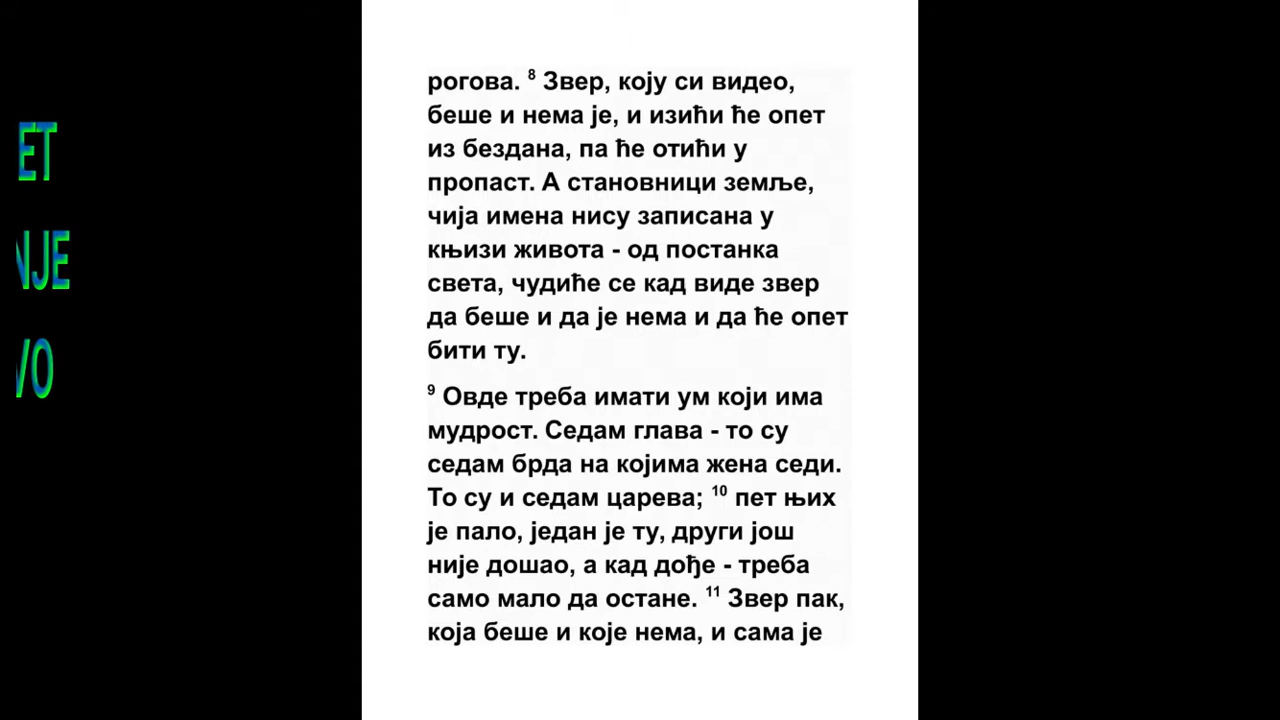 ET
NJE
VO
рогова. 8 Звер, коју си видео,
беше и нема је, и изићи ће опет
из бездана, па ће отићи у
пропаст. А становници земље,
чија имена нису записана у
књизи живота - од постанка
света, чудиће се кад виде звер
да беше и да је нема и да ће опет
бити ту.
9 Овде треба имати ум који има
мудрост. Седам глава - то су
седам брда на којима жена седи.
То су и седам царева; 10 пет њих
је пало, један је ту, други још
није дошао, а кад дође - треба
само мало да остане. 11 Звер пак,
која беше и које нема, и сама је